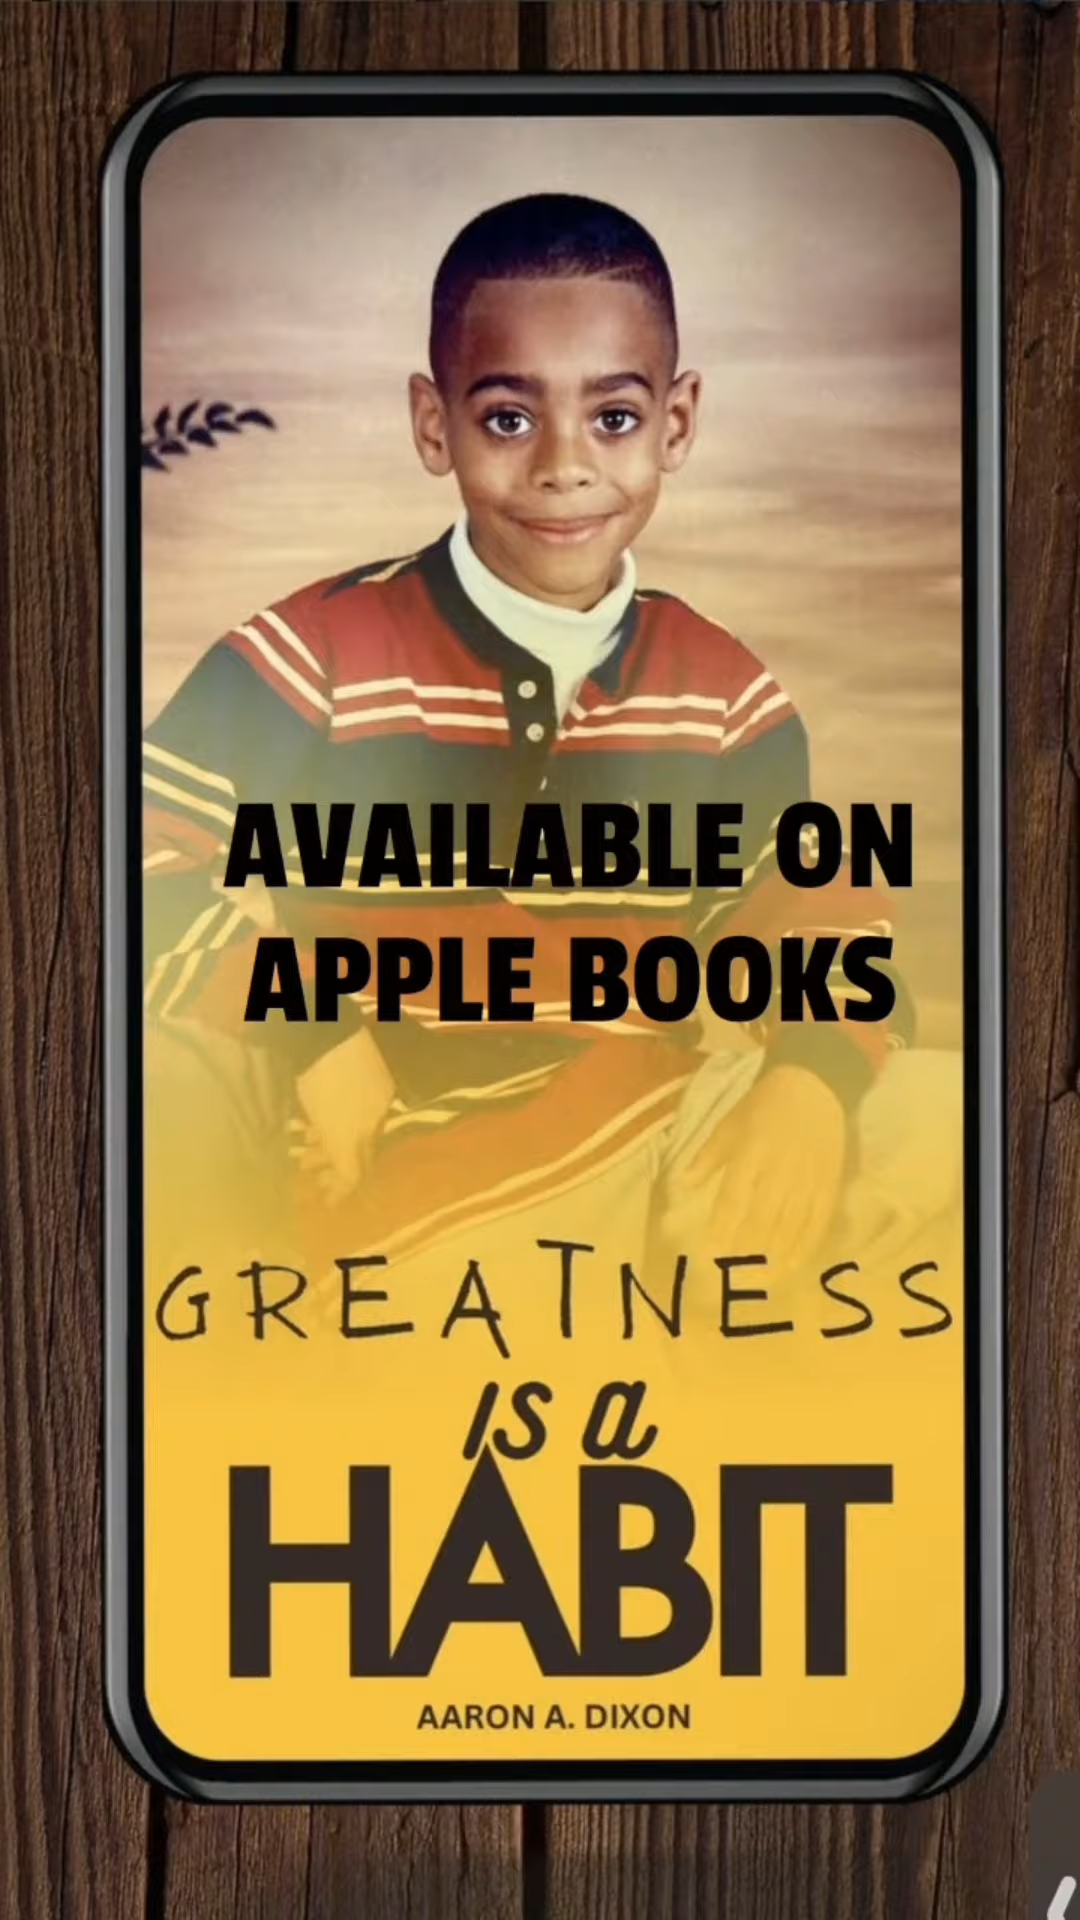 AVAILABLE ON
APPLE BOOKS
GREATNESS
is a
HABIT
AARON A. DIXON